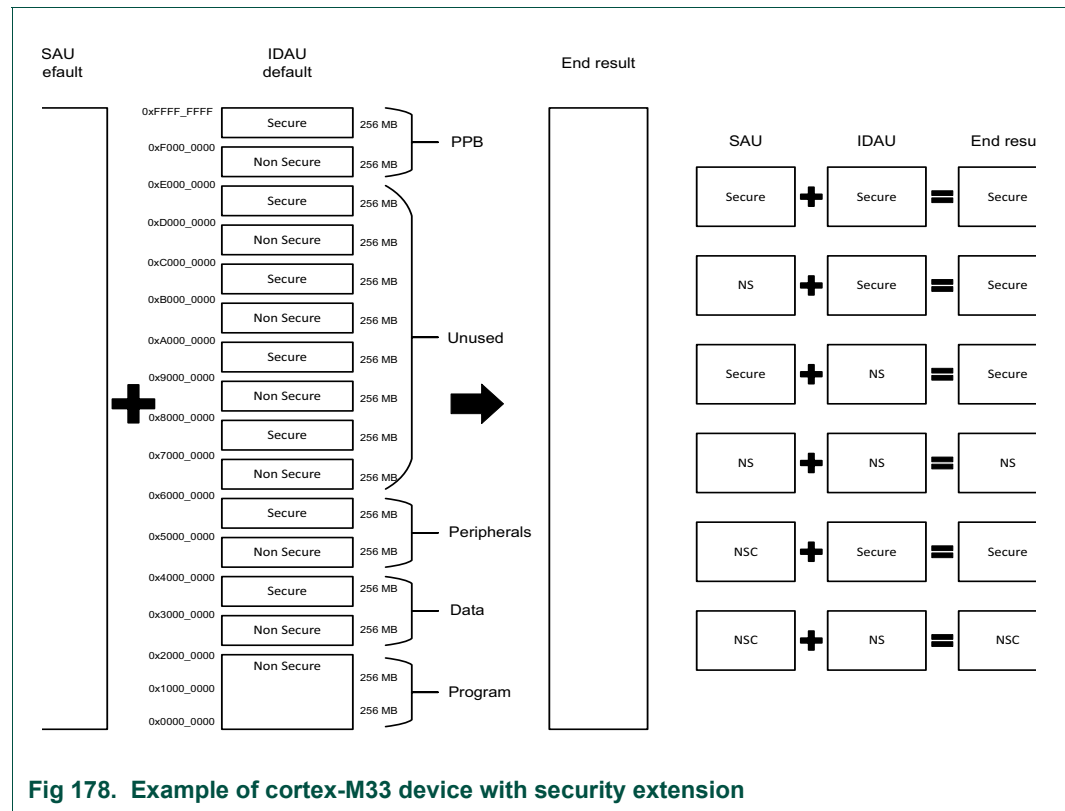 SAU
efault
IDAU
default
End result
0xFFFF_FFFF
Secure
256 MB
0xF000_0000
PPB
Non Secure
256 MB
0xE000_0000
Secure
256 MB
0xD000_0000
Non Secure
256 MB
0xC000_0000
Secure
256 MB
0xB000_0000
Non Secure
256 MB
0xA000_0000
Unused
Secure
256 MB
0x9000_0000
Non Secure
256 MB
0x8000_0000
Secure
256 MB
0x7000_0000
Non Secure
256 MB
0x6000_0000
Secure
256 MB
0x5000_0000
Peripherals
Non Secure
256 MB
0x4000_0000
Secure
256 MB
0x3000_0000
Data
Non Secure
256 MB
0x2000_0000
Non Secure
256 MB
0x1000_0000
Program
256 MB
0x0000_0000
SAU IDAU End resu
Secure + Secure = Secure
NS + Secure = Secure
Secure + NS = Secure
NS + NS = NS
NSC + Secure = Secure
NSC + NS = NSC
Fig 178. Example of cortex-M33 device with security extension